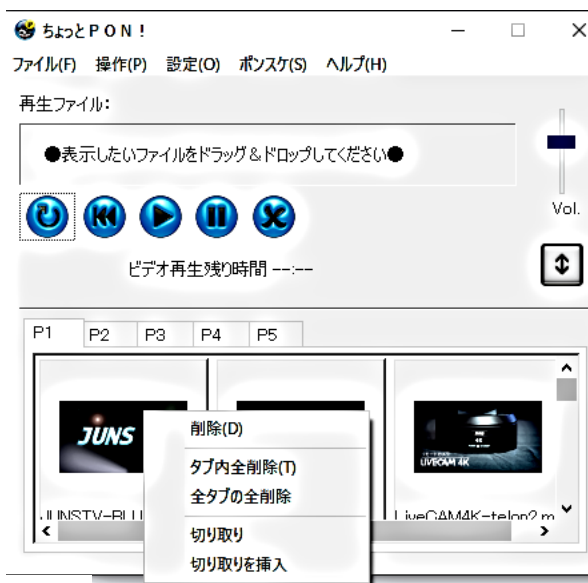 ちょっとPON！
ファイル(F) 操作(P) 設定(O) ポンスケ(S) ヘルプ(H)
再生ファイル：
●表示したいファイルをドラッグ＆ドロップしてください●
Vol.
ビデオ再生残り時間 --:--
P1 P2 P3 P4 P5
JUNS
LIVECAM 4K
削除(D)
タブ内全削除(T)
全タブの全削除
切り取り
切り取りを挿入
JUNSTV-BLU
LiveCAM4K-telop2.m